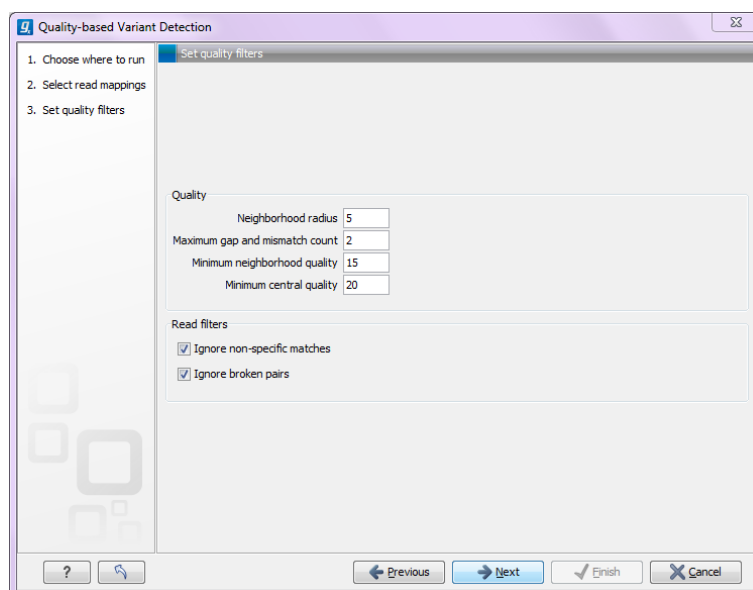 Quality-based Variant Detection
1. Choose where to run
2. Select read mappings
3. Set quality filters
Set quality filters
Quality
Neighborhood radius 5
Maximum gap and mismatch count 2
Minimum neighborhood quality 15
Minimum central quality 20
Read filters
Ignore non-specific matches
Ignore broken pairs
?
Previous
Next
Finish
Cancel